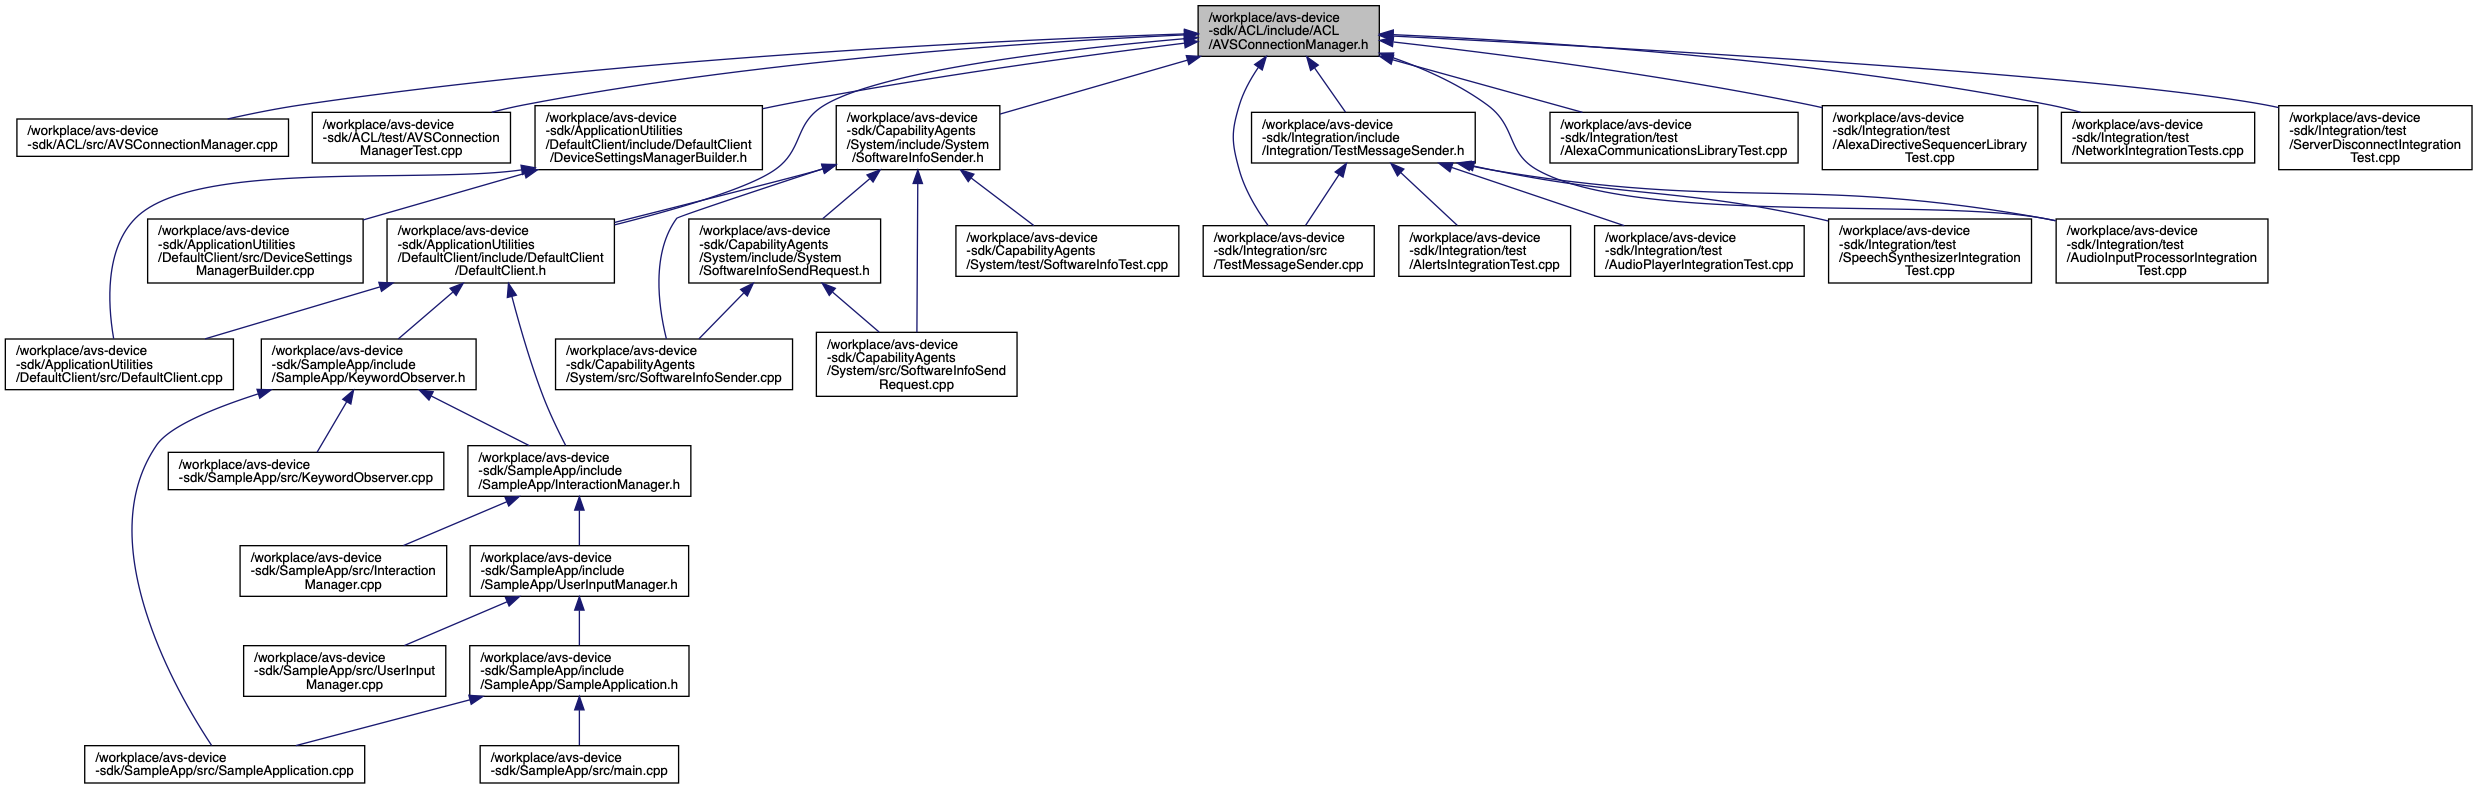 /workplace/avs-device
-sdk/ACL/include/ACL
/AVSConnectionManager.h
/workplace/avs-device
-sdk/ACL/src/AVSConnectionManager.cpp
/workplace/avs-device
-sdk/ACL/test/AVSConnection
ManagerTest.cpp
/workplace/avs-device
-sdk/ApplicationUtilities
/DefaultClient/include/DefaultClient
/DeviceSettingsManagerBuilder.h
/workplace/avs-device
-sdk/CapabilityAgents
/System/include/System
/SoftwareInfoSender.h
/workplace/avs-device
-sdk/Integration/include
/Integration/TestMessageSender.h
/workplace/avs-device
-sdk/Integration/test
/AlexaCommunicationsLibraryTest.cpp
/workplace/avs-device
-sdk/Integration/test
/AlexaDirectiveSequencerLibrary
Test.cpp
/workplace/avs-device
-sdk/Integration/test
/NetworkIntegrationTests.cpp
/workplace/avs-device
-sdk/Integration/test
/ServerDisconnectIntegration
Test.cpp
/workplace/avs-device
-sdk/ApplicationUtilities
/DefaultClient/src/DeviceSettings
ManagerBuilder.cpp
/workplace/avs-device
-sdk/ApplicationUtilities
/DefaultClient/include/DefaultClient
/DefaultClient.h
/workplace/avs-device
-sdk/CapabilityAgents
/System/include/System
/SoftwareInfoSendRequest.h
/workplace/avs-device
-sdk/CapabilityAgents
/System/test/SoftwareInfoTest.cpp
/workplace/avs-device
-sdk/Integration/src
/TestMessageSender.cpp
/workplace/avs-device
-sdk/Integration/test
/AlertsIntegrationTest.cpp
/workplace/avs-device
-sdk/Integration/test
/AudioPlayerIntegrationTest.cpp
/workplace/avs-device
-sdk/Integration/test
/SpeechSynthesizerIntegration
Test.cpp
/workplace/avs-device
-sdk/Integration/test
/AudioInputProcessorIntegration
Test.cpp
/workplace/avs-device
-sdk/ApplicationUtilities
/DefaultClient/src/DefaultClient.cpp
/workplace/avs-device
-sdk/SampleApp/include
/SampleApp/KeywordObserver.h
/workplace/avs-device
-sdk/CapabilityAgents
/System/src/SoftwareInfoSender.cpp
/workplace/avs-device
-sdk/CapabilityAgents
/System/src/SoftwareInfoSend
Request.cpp
/workplace/avs-device
-sdk/SampleApp/src/KeywordObserver.cpp
/workplace/avs-device
-sdk/SampleApp/include
/SampleApp/InteractionManager.h
/workplace/avs-device
-sdk/SampleApp/src/Interaction
Manager.cpp
/workplace/avs-device
-sdk/SampleApp/include
/SampleApp/UserInputManager.h
/workplace/avs-device
-sdk/SampleApp/src/UserInput
Manager.cpp
/workplace/avs-device
-sdk/SampleApp/include
/SampleApp/SampleApplication.h
/workplace/avs-device
-sdk/SampleApp/src/SampleApplication.cpp
/workplace/avs-device
-sdk/SampleApp/src/main.cpp